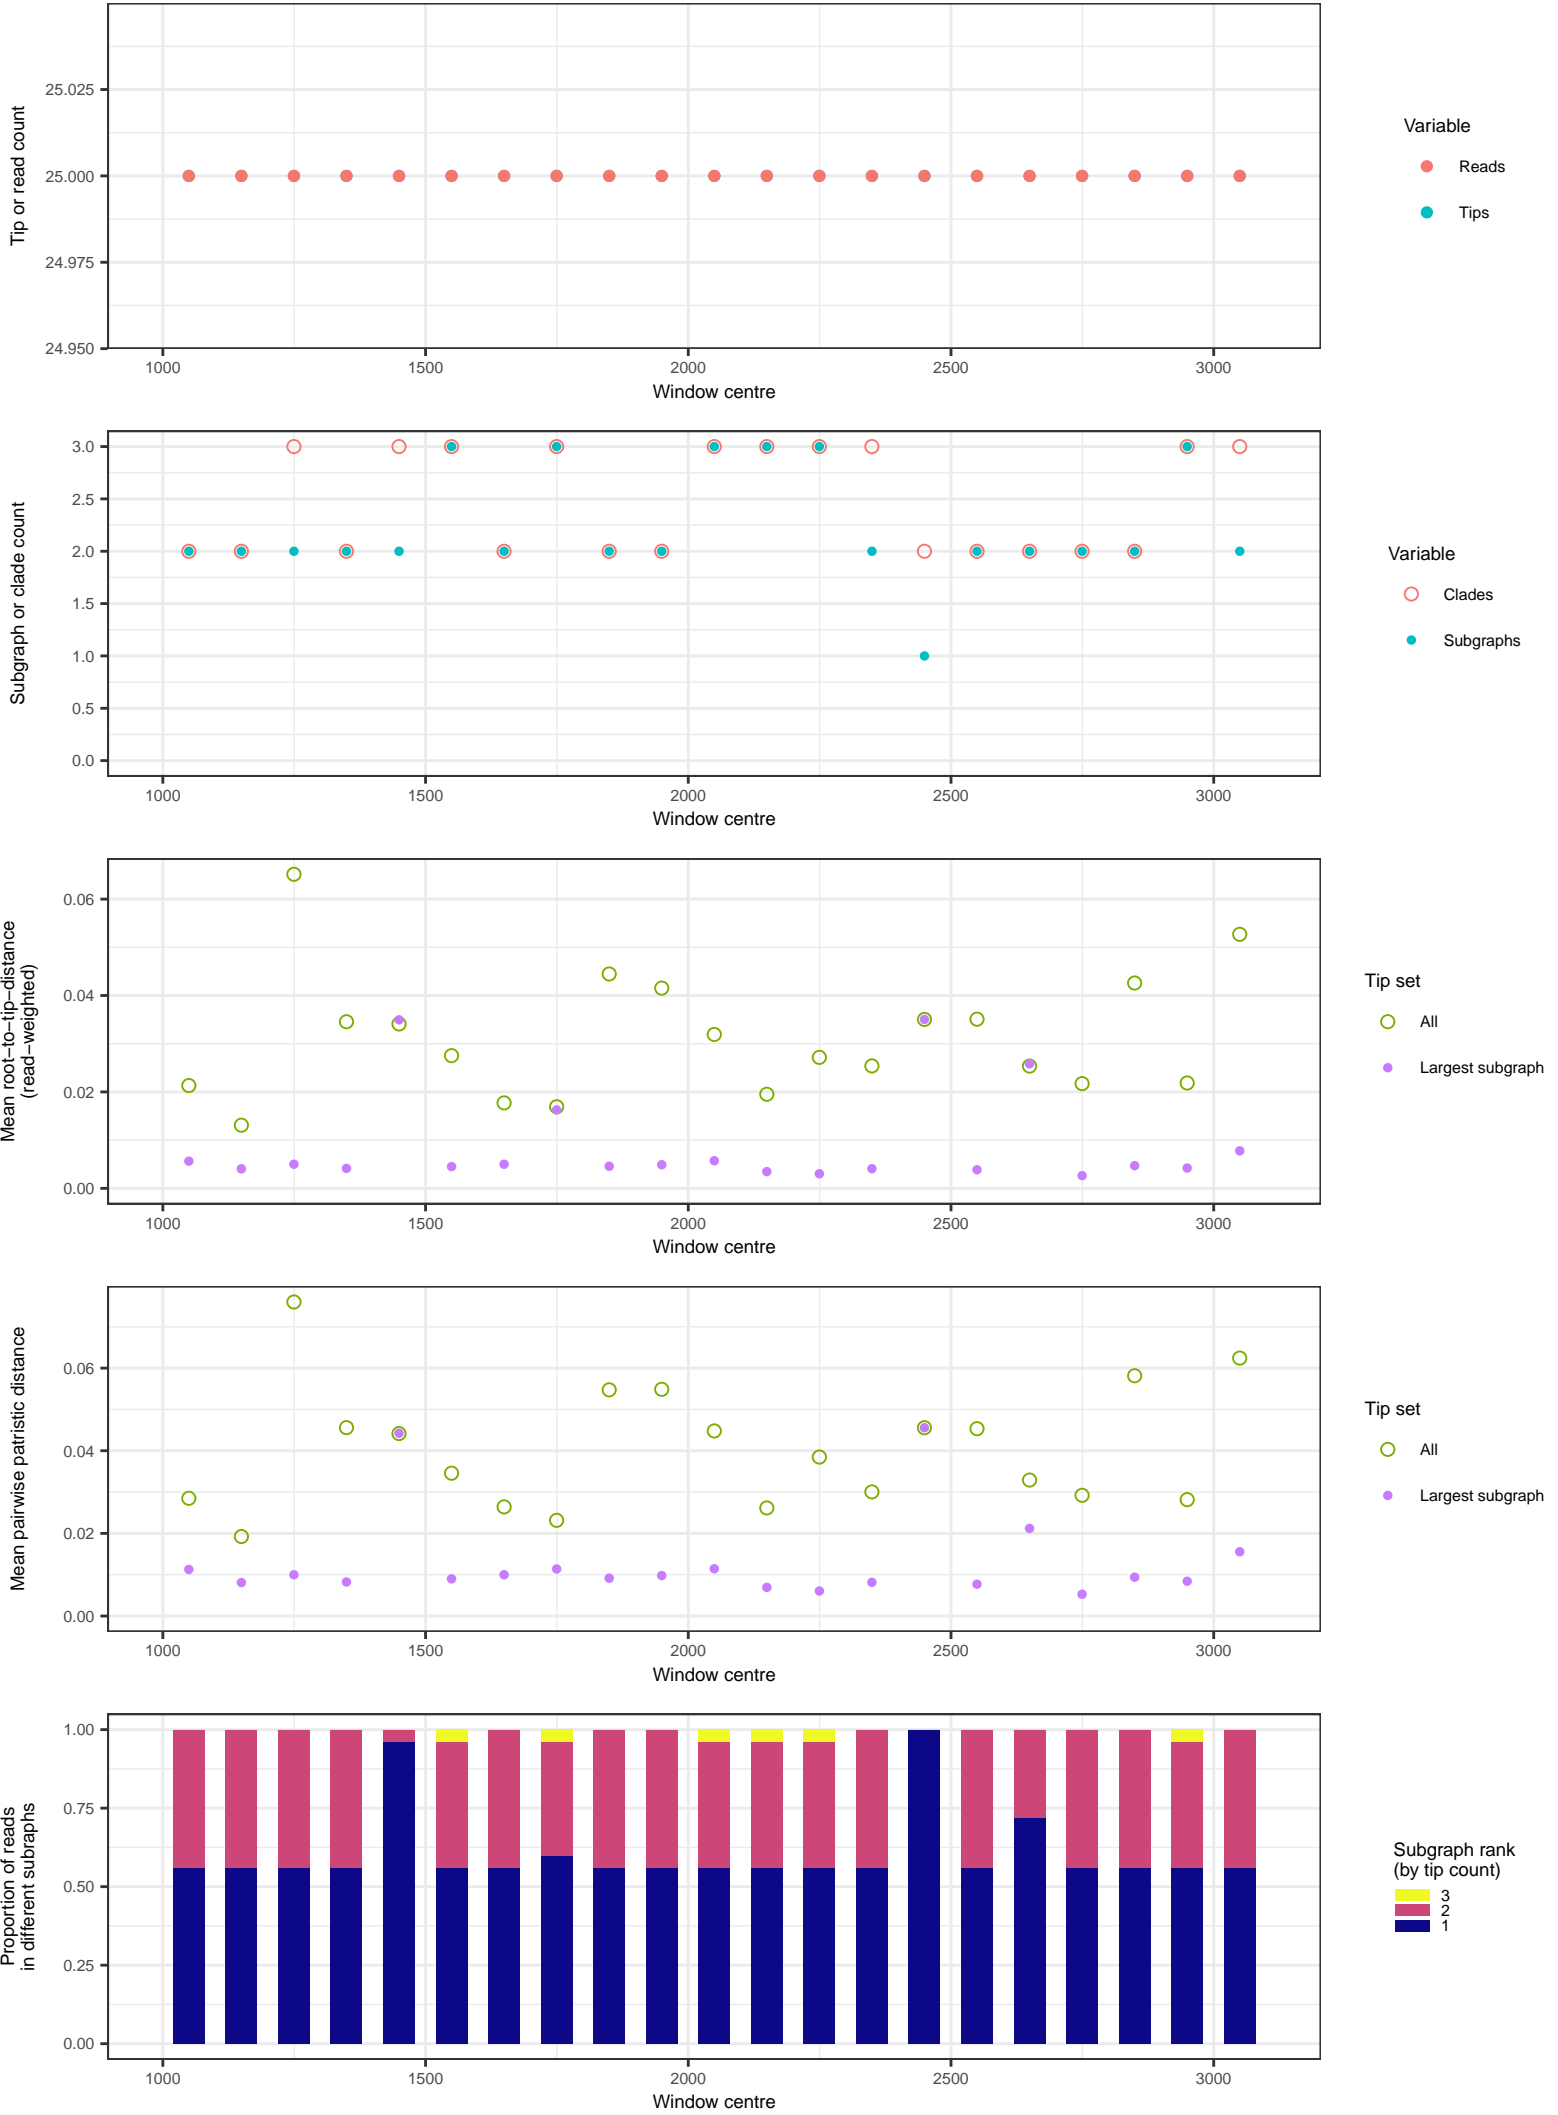 Tip or read count
25.025
25.000
24.975
24.950
1000 1500 2000 2500 3000
Window centre
Variable
Reads
Tips
Subgraph or clade count
3.0
2.5
2.0
1.5
1.0
0.5
0.0
1000 1500 2000 2500 3000
Window centre
Variable
Clades
Subgraphs
Mean root−to−tip−distance
(read−weighted)
0.06
0.04
0.02
0.00
1000 1500 2000 2500 3000
Window centre
Tip set
All
Largest subgraph
Mean pairwise patristic distance
0.06
0.04
0.02
0.00
1000 1500 2000 2500 3000
Window centre
Tip set
All
Largest subgraph
Proportion of reads
in different subraphs
1.00
0.75
0.50
0.25
0.00
1000 1500 2000 2500 3000
Window centre
Subgraph rank
(by tip count)
3
2
1